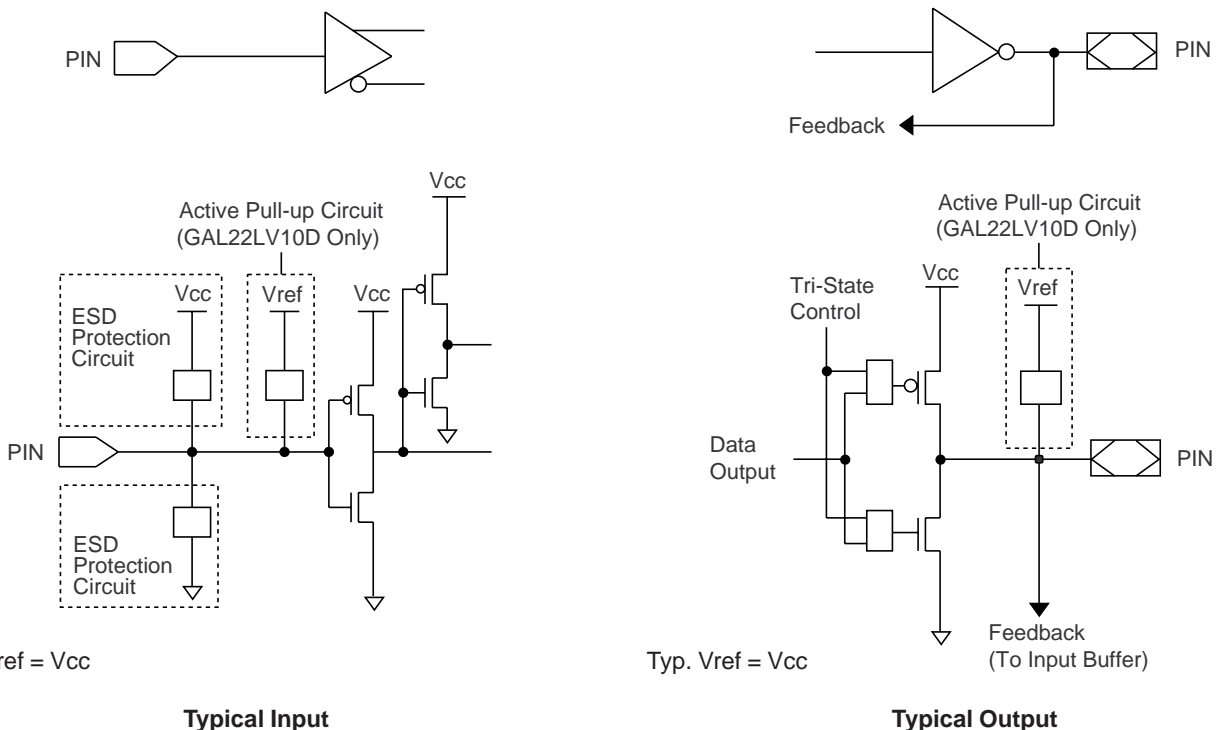 PIN
PIN
Feedback
Vcc
Active Pull-up Circuit
(GAL22LV10D Only)
Vcc
Vref
Vcc
ESD
Protection
Circuit
PIN
ESD
Protection
Circuit
ref = Vcc
Typical Input
Active Pull-up Circuit
(GAL22LV10D Only)
Tri-State
Control
Vcc
Vref
Data
Output
PIN
Feedback
(To Input Buffer)
Typ. Vref = Vcc
Typical Output